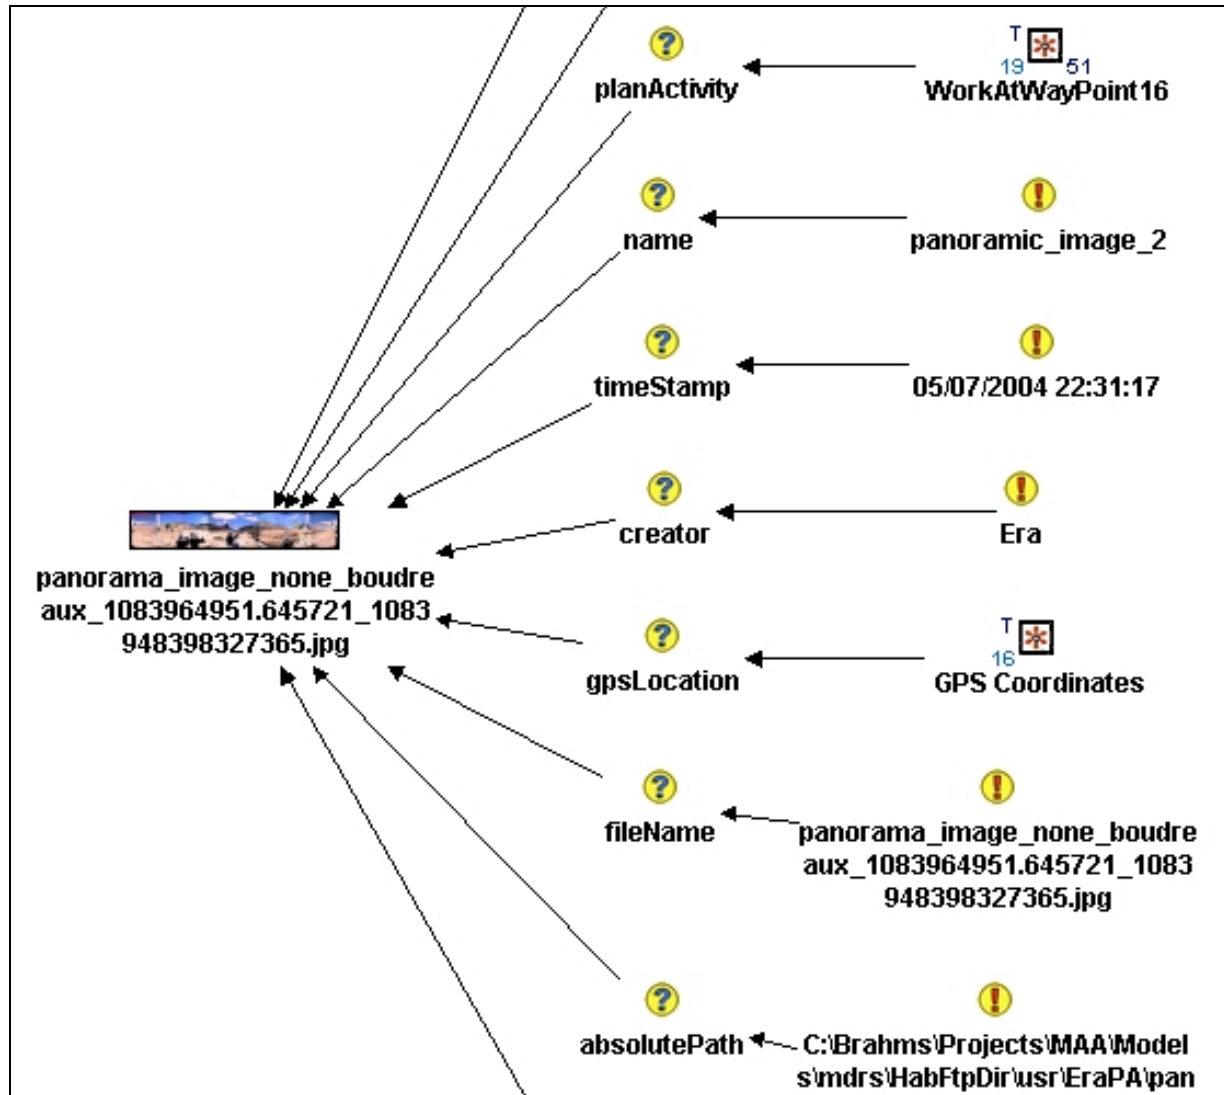 T
19 51
planActivity
WorkAtWayPoint16
name
panoramic_image_2
timeStamp
05/07/2004 22:31:17
creator
Era
panorama_image_none_boudre
aux_1083964951.645721_1083
948398327365.jpg
T
16
gpsLocation
GPS Coordinates
fileName
panorama_image_none_boudre
aux_1083964951.645721_1083
948398327365.jpg
absolutePath
C:\Brahms\Projects\MAA\Model
s\mdrs\HabFtpDir\usr\EraPA\pan